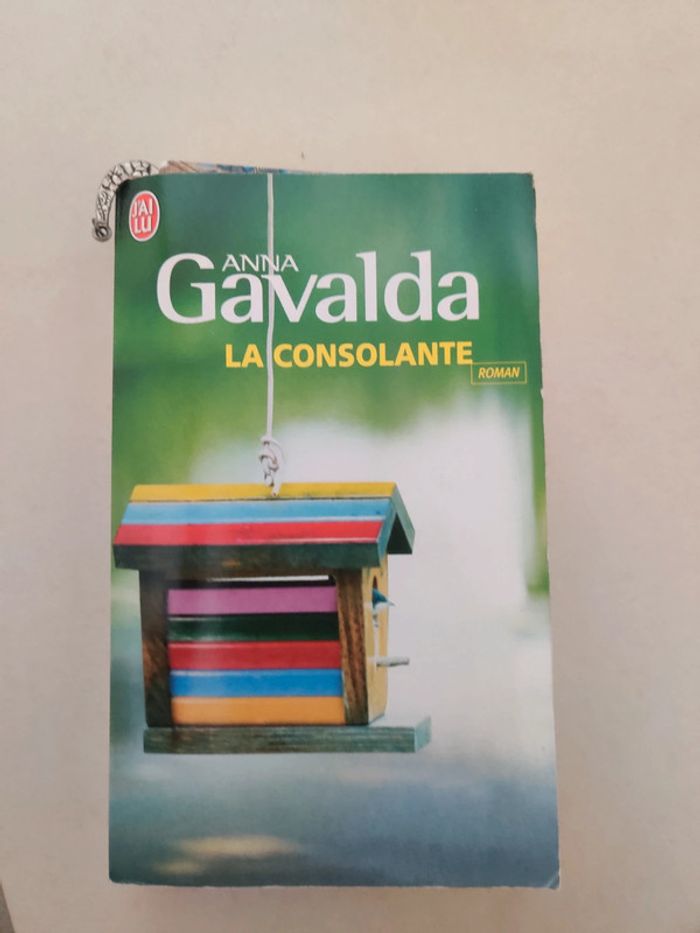 J'AI
LU
ANNA
Gavalda
LA CONSOLANTE
ROMAN